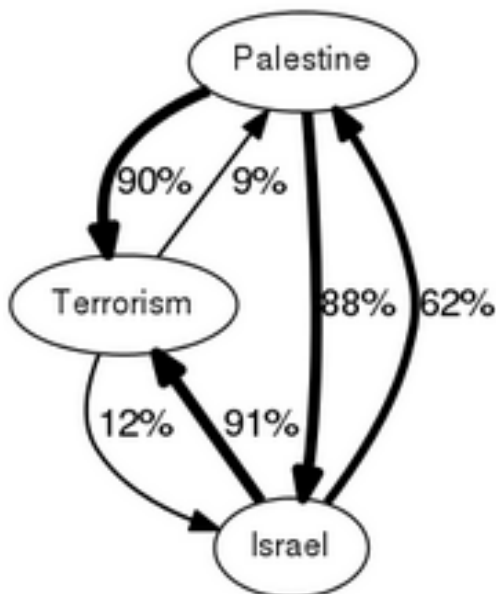 Palestine
90% 9%
Terrorism
88% 62%
12% 91%
Israel